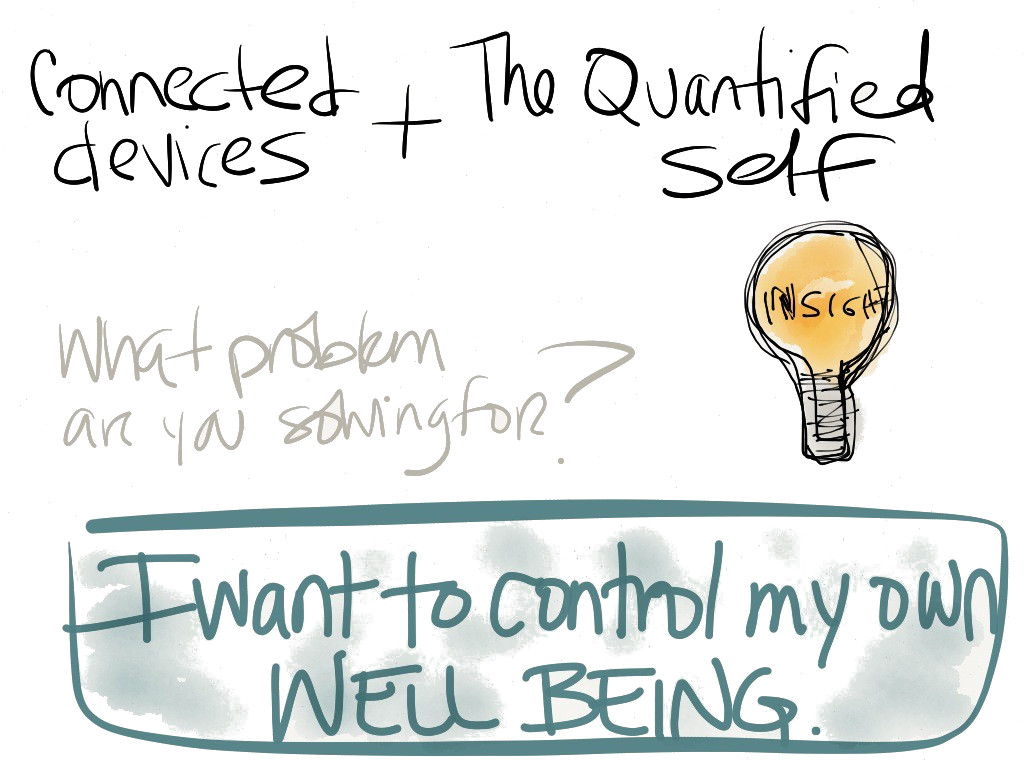 Connected + The Quantified
devices self
INSIGHT
What problem
are you solving for?
I want to control my own
WELL BEING.